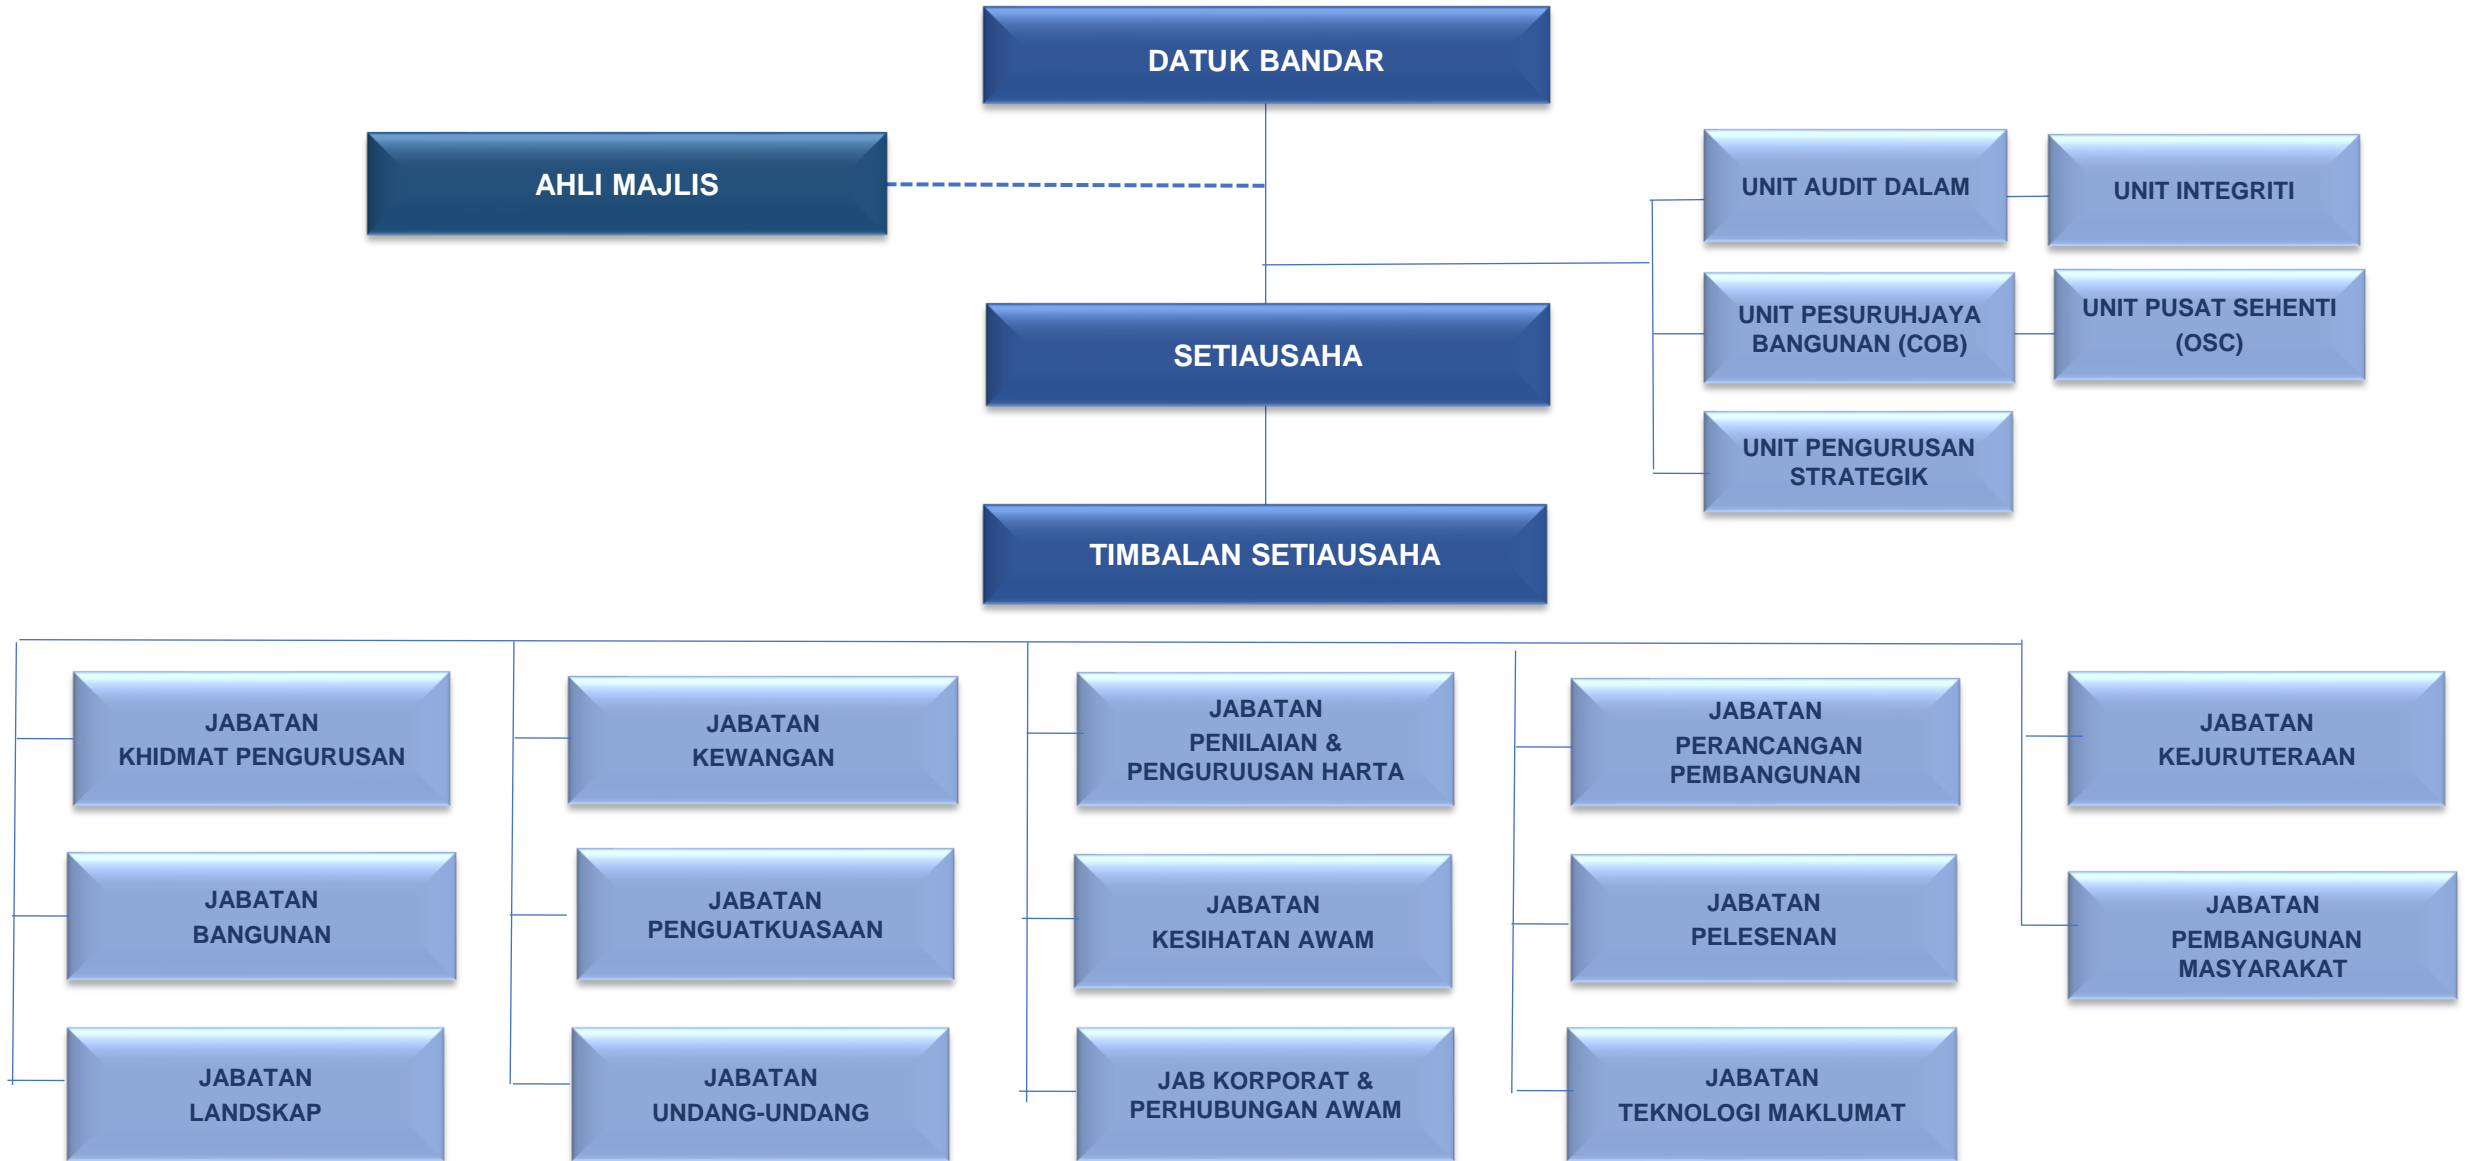 DATUK BANDAR
AHLI MAJLIS
UNIT AUDIT DALAM
UNIT INTEGRITI
UNIT PESURUHJAYA
BANGUNAN (COB)
UNIT PUSAT SEHENTI
(OSC)
SETIAUSAHA
UNIT PENGURUSAN
STRATEGIK
TIMBALAN SETIAUSAHA
JABATAN
KHIDMAT PENGURUSAN
JABATAN
KEWANGAN
JABATAN
PENILAIAN &
PENGURUUSAN HARTA
JABATAN
PERANCANGAN
PEMBANGUNAN
JABATAN
KEJURUTERAAN
JABATAN
BANGUNAN
JABATAN
PENGUATKUASAAN
JABATAN
KESIHATAN AWAM
JABATAN
PELESENAN
JABATAN
PEMBANGUNAN
MASYARAKAT
JABATAN
LANDSKAP
JABATAN
UNDANG-UNDANG
JAB KORPORAT &
PERHUBUNGAN AWAM
JABATAN
TEKNOLOGI MAKLUMAT